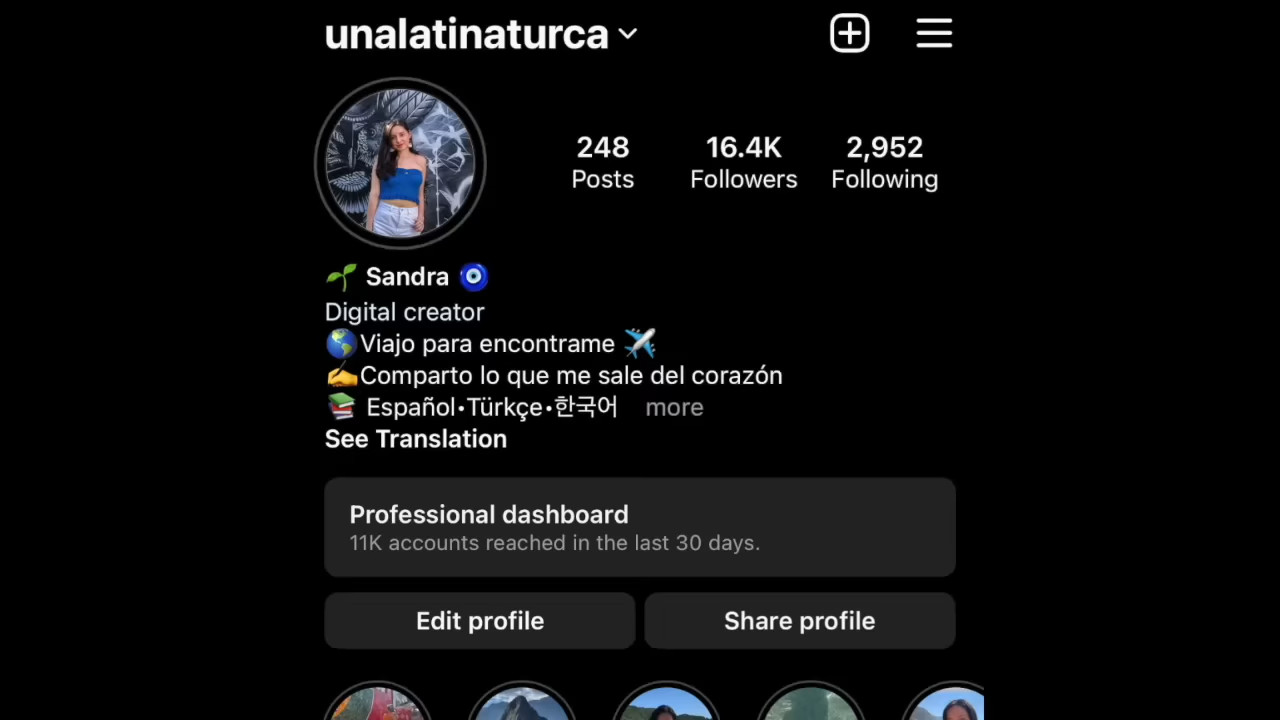 unalatinaturca
248 16.4K 2,952
Posts Followers Following
🌱 Sandra 🧿
Digital creator
🌎Viajo para encontrame ✈️
✍️Comparto lo que me sale del corazón
📚 Español•Türkçe•한국어 more
See Translation
Professional dashboard
11K accounts reached in the last 30 days.
Edit profile Share profile